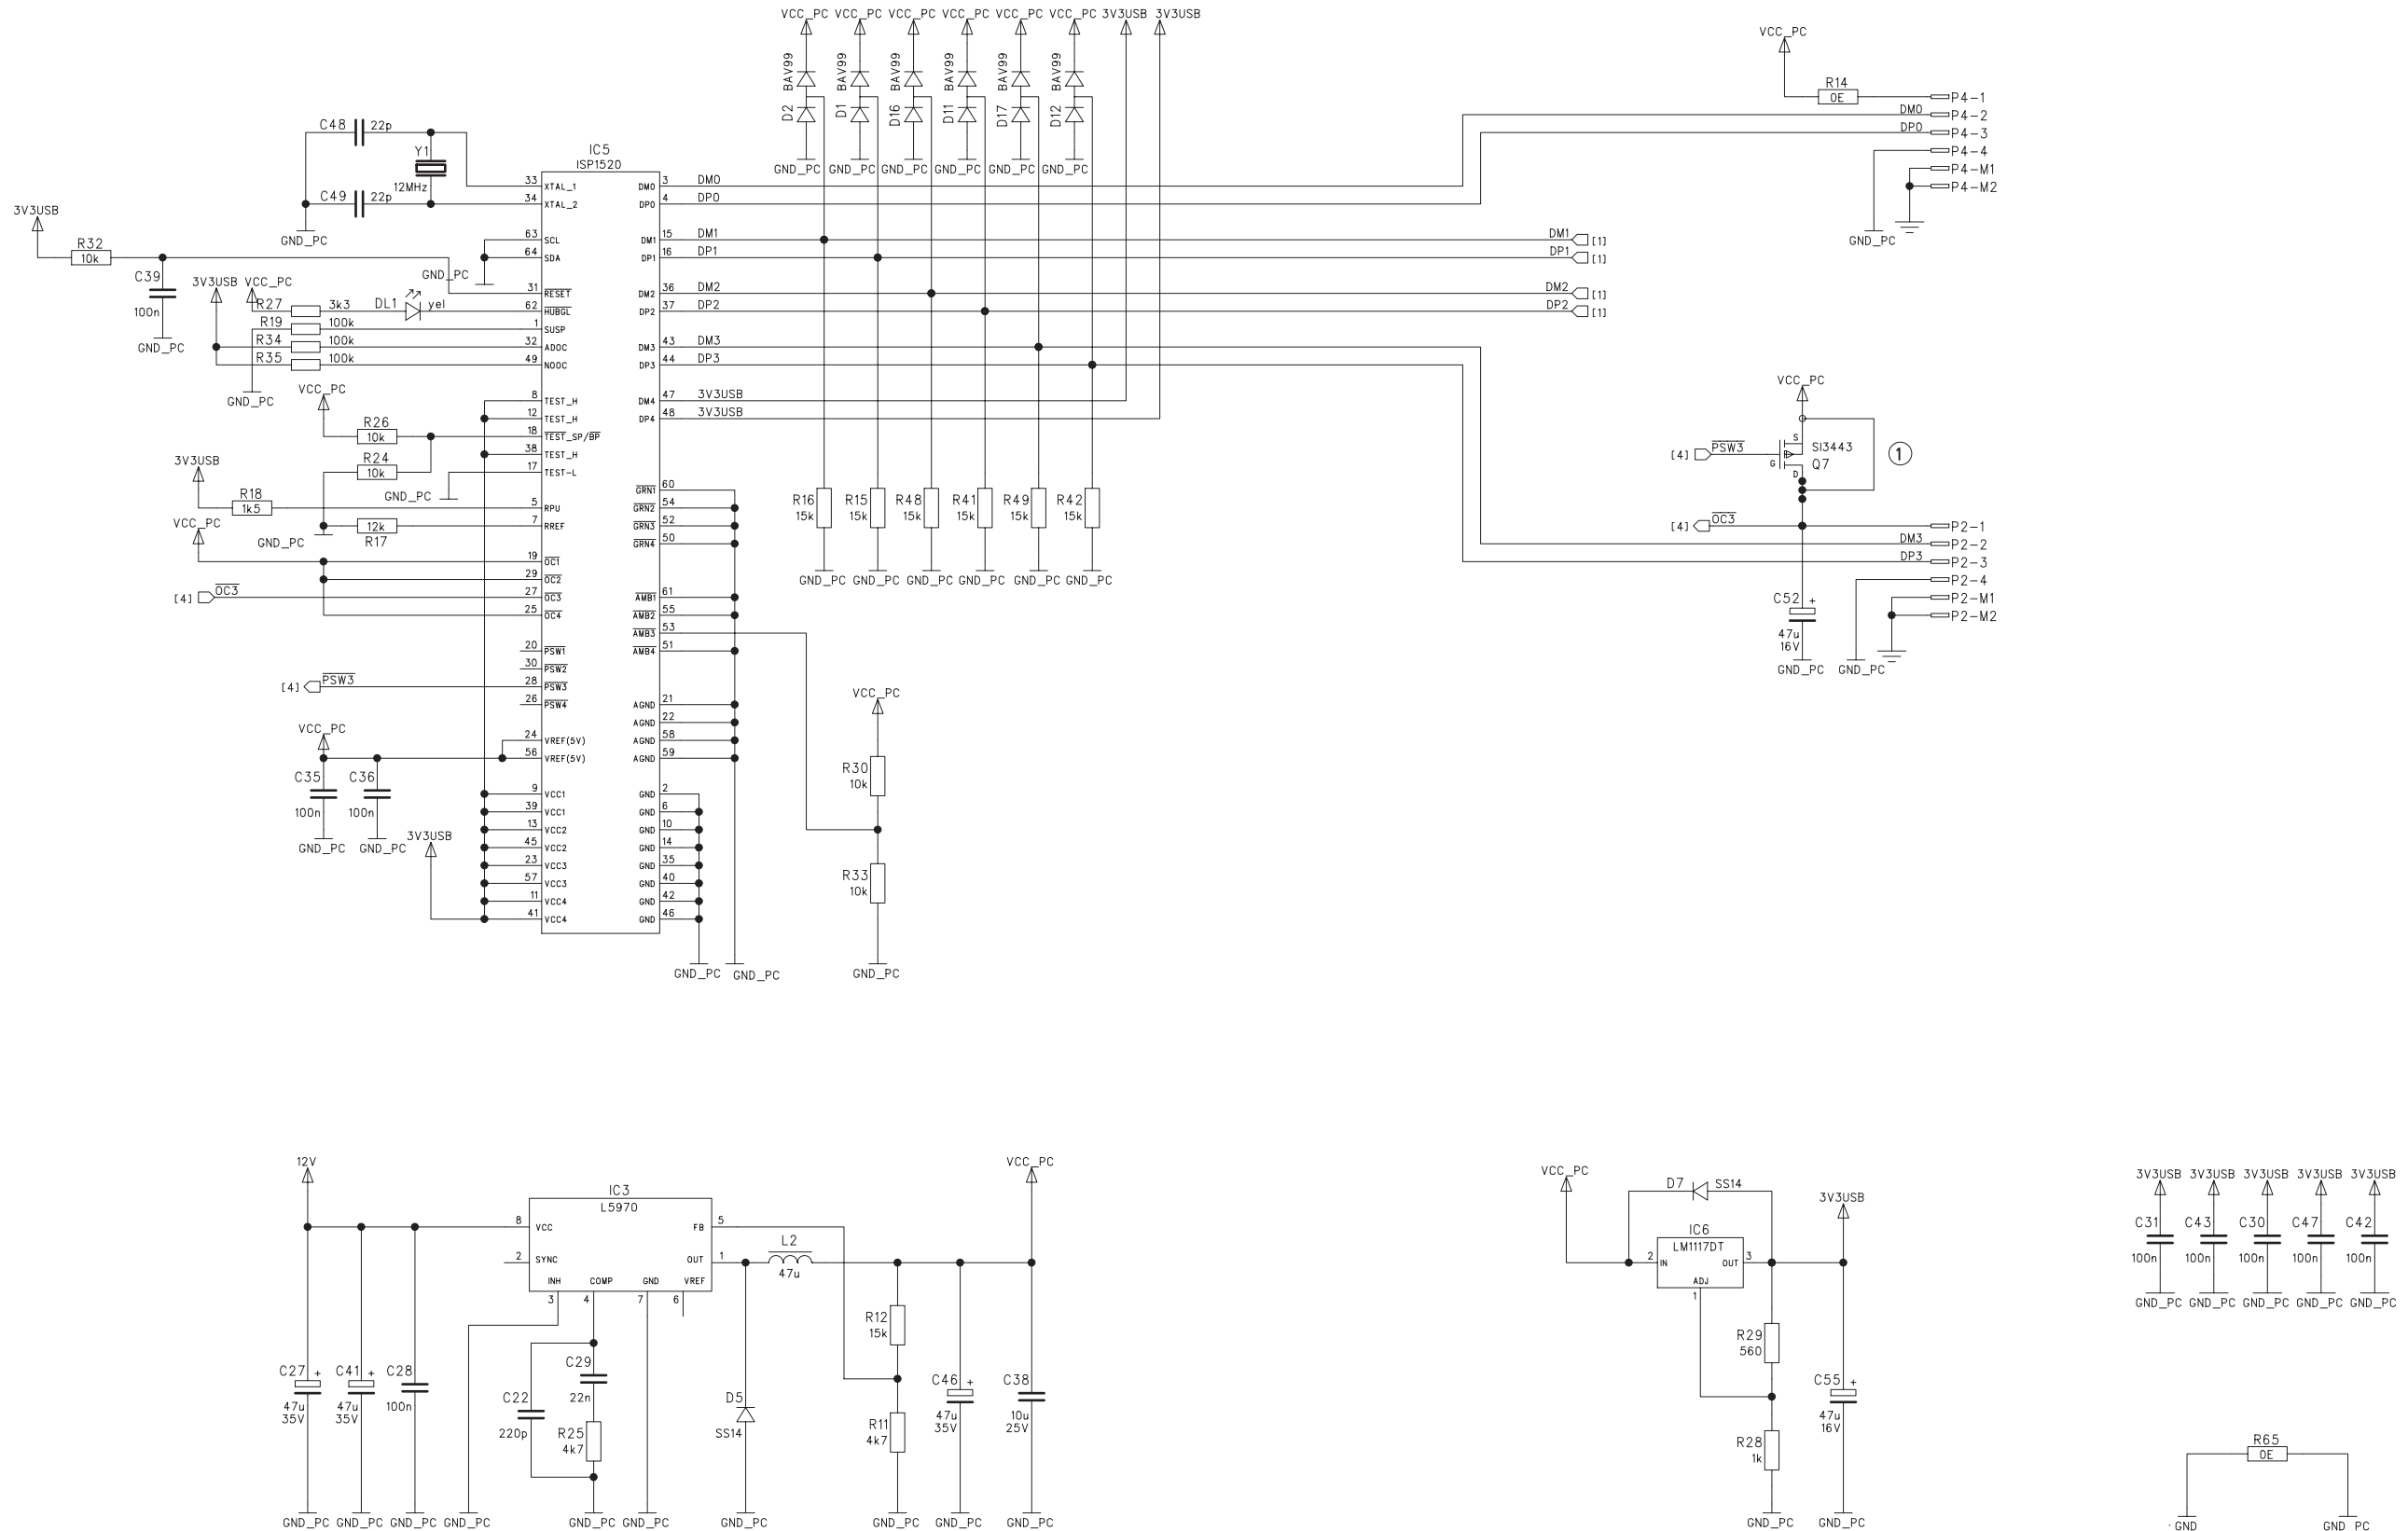 VCC_PC VCC_PC VCC_PC VCC_PC VCC_PC VCC_PC 3V3USB 3V3USB
BAV99 BAV99 BAV99 BAV99 BAV99 BAV99
D2 D1 D16 D11 D17 D12
GND_PC GND_PC GND_PC GND_PC GND_PC GND_PC
VCC_PC
R14
0E
P4-1
DM0 P4-2
DP0 P4-3
P4-4
P4-M1
P4-M2
GND_PC
C48 22p
Y1
12MHz
C49 22p
GND_PC
3V3USB
R32
10k
C39
100n
GND_PC
GND_PC
3V3USB VCC_PC
R27 3k3 DL1 yel
R19 100k
R34 100k
R35 100k
GND_PC
VCC_PC
R26
10k
R24
10k
GND_PC
3V3USB
R18
1k5
VCC_PC
12k
R17
GND_PC
[4] OC3
[4] PSW3
VCC_PC
C35 C36
100n 100n
GND_PC GND_PC
3V3USB
IC5
ISP1520
33 XTAL_1
34 XTAL_2
63 SCL
64 SDA
31 RESET
62 HUBGL
1 SUSP
32 ADOC
49 NOOC
8 TEST_H
12 TEST_H
18 TEST_SP/BP
38 TEST_H
17 TEST-L
5 RPU
7 RREF
19 OC1
29 OC2
27 OC3
25 OC4
20 PSW1
30 PSW2
28 PSW3
26 PSW4
24 VREF(5V)
56 VREF(5V)
9 VCC1
39 VCC1
13 VCC2
45 VCC2
23 VCC3
57 VCC3
11 VCC4
41 VCC4
DM0 3 DM0
DP0 4 DP0
DM1 15 DM1
DP1 16 DP1
DM2 36 DM2
DP2 37 DP2
DM3 43 DM3
DP3 44 DP3
DM4 47 3V3USB
DP4 48 3V3USB
GRN1 60
GRN2 54
GRN3 52
GRN4 50
AMB1 61
AMB2 55
AMB3 53
AMB4 51
AGND 21
AGND 22
AGND 58
AGND 59
GND 2
GND 6
GND 10
GND 14
GND 35
GND 40
GND 42
GND 46
GND_PC GND_PC
DM1 [1]
DP1 [1]
DM2 [1]
DP2 [1]
R16 R15 R48 R41 R49 R42
15k 15k 15k 15k 15k 15k
GND_PC GND_PC GND_PC GND_PC GND_PC GND_PC
VCC_PC
R30
10k
R33
10k
GND_PC
VCC_PC
[4] PSW3
S
G
D
SI3443
Q7
1
[4] OC3
P2-1
DM3 P2-2
DP3 P2-3
P2-4
P2-M1
P2-M2
C52 +
47u
16V
GND_PC GND_PC
12V
IC3
L5970
8 VCC
2 SYNC
INH COMP GND VREF
3 4 7 6
FB 5
OUT 1
L2
47u
VCC_PC
C27 + C41 + C28
47u 47u 100n
35V 35V
C29
22n
C22
220p
R25
4k7
D5
SS14
R12
15k
R11
4k7
C46 +
47u
35V
C38
10u
25V
GND_PC GND_PC GND_PC GND_PC GND_PC GND_PC GND_PC GND_PC GND_PC GND_PC
VCC_PC
D7 SS14
3V3USB
IC6
LM1117DT
2 IN OUT 3
ADJ
1
R29
560
R28
1k
C55 +
47u
16V
GND_PC GND_PC
3V3USB 3V3USB 3V3USB 3V3USB 3V3USB
C31 C43 C30 C47 C42
100n 100n 100n 100n 100n
GND_PC GND_PC GND_PC GND_PC GND_PC
R65
0E
GND GND PC